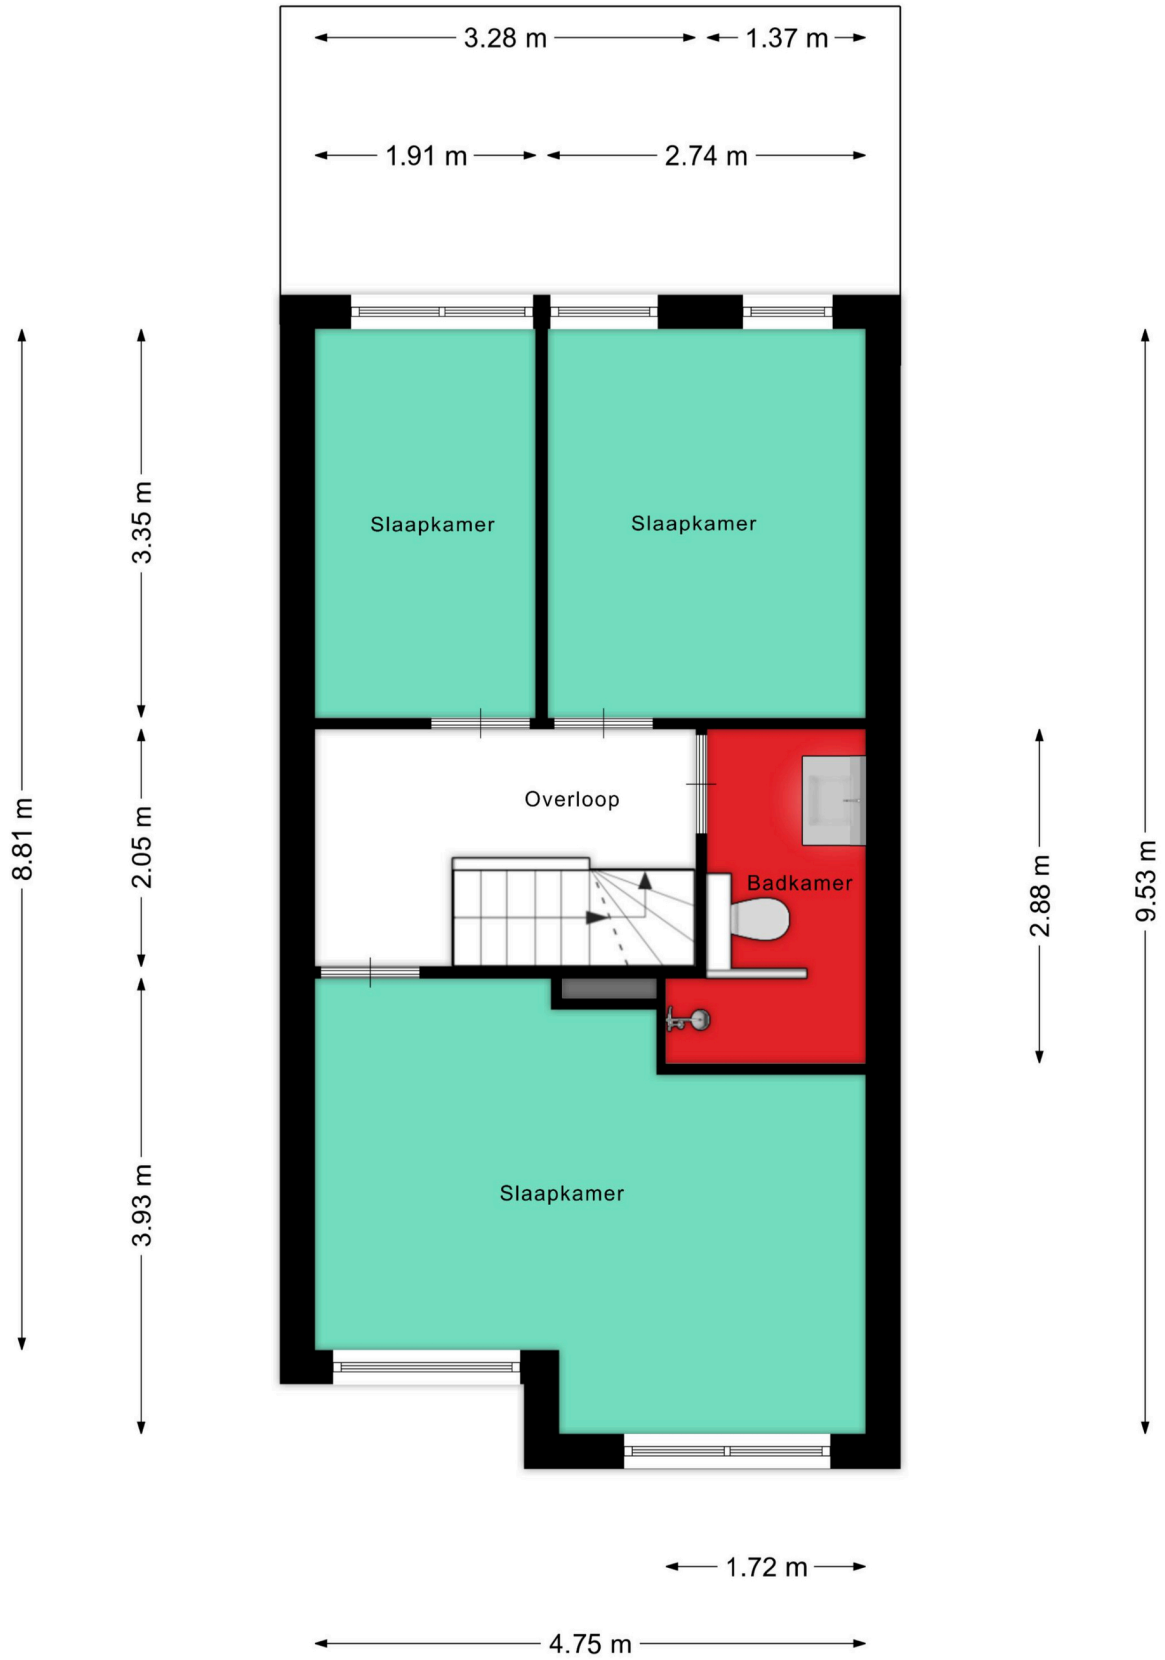 3.28 m
1.37 m
1.91 m
2.74 m
3.35 m
Slaapkamer
Slaapkamer
8.81 m
2.05 m
Overloop
Badkamer
2.88 m
9.53 m
3.93 m
Slaapkamer
1.72 m
4.75 m